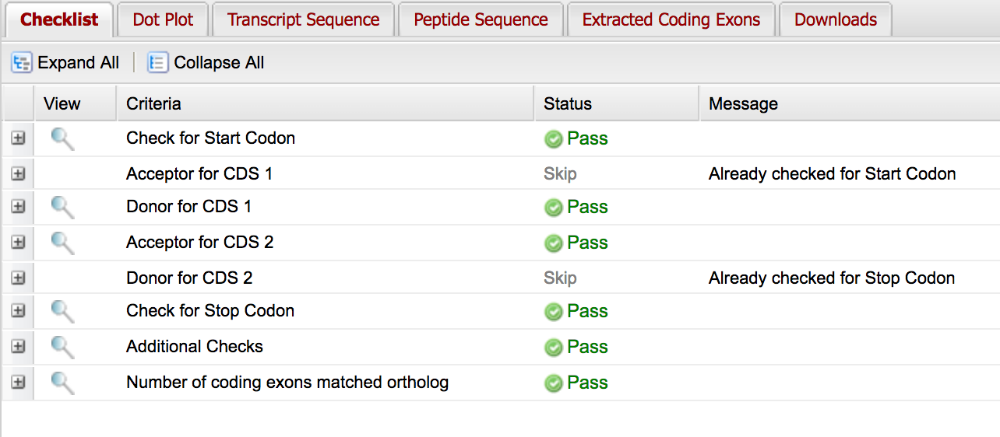 Checklist Dot Plot Transcript Sequence Peptide Sequence Extracted Coding Exons Downloads
Expand All Collapse All
View Criteria Status Message
Check for Start Codon Pass
Acceptor for CDS 1 Skip Already checked for Start Codon
Donor for CDS 1 Pass
Acceptor for CDS 2 Pass
Donor for CDS 2 Skip Already checked for Stop Codon
Check for Stop Codon Pass
Additional Checks Pass
Number of coding exons matched ortholog Pass